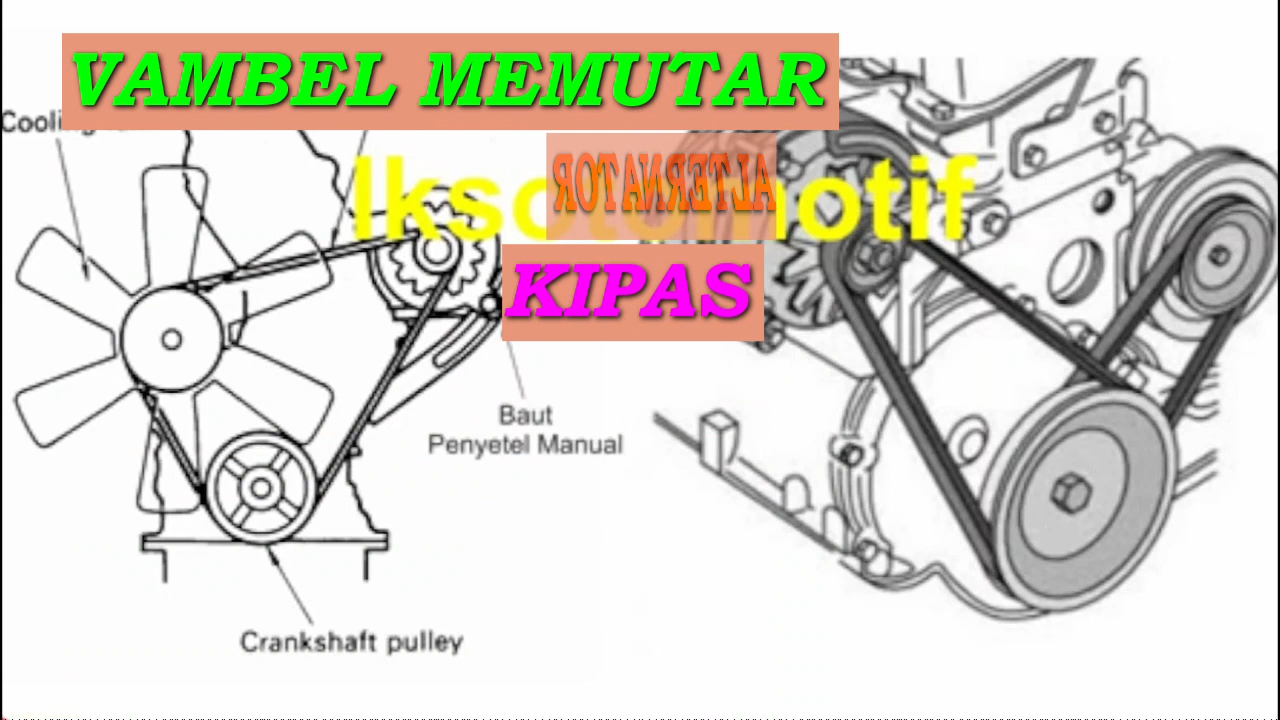 VAMBEL MEMUTAR
ALTERNATOR
KIPAS
Baut
Penyetel Manual
Crankshaft pulley